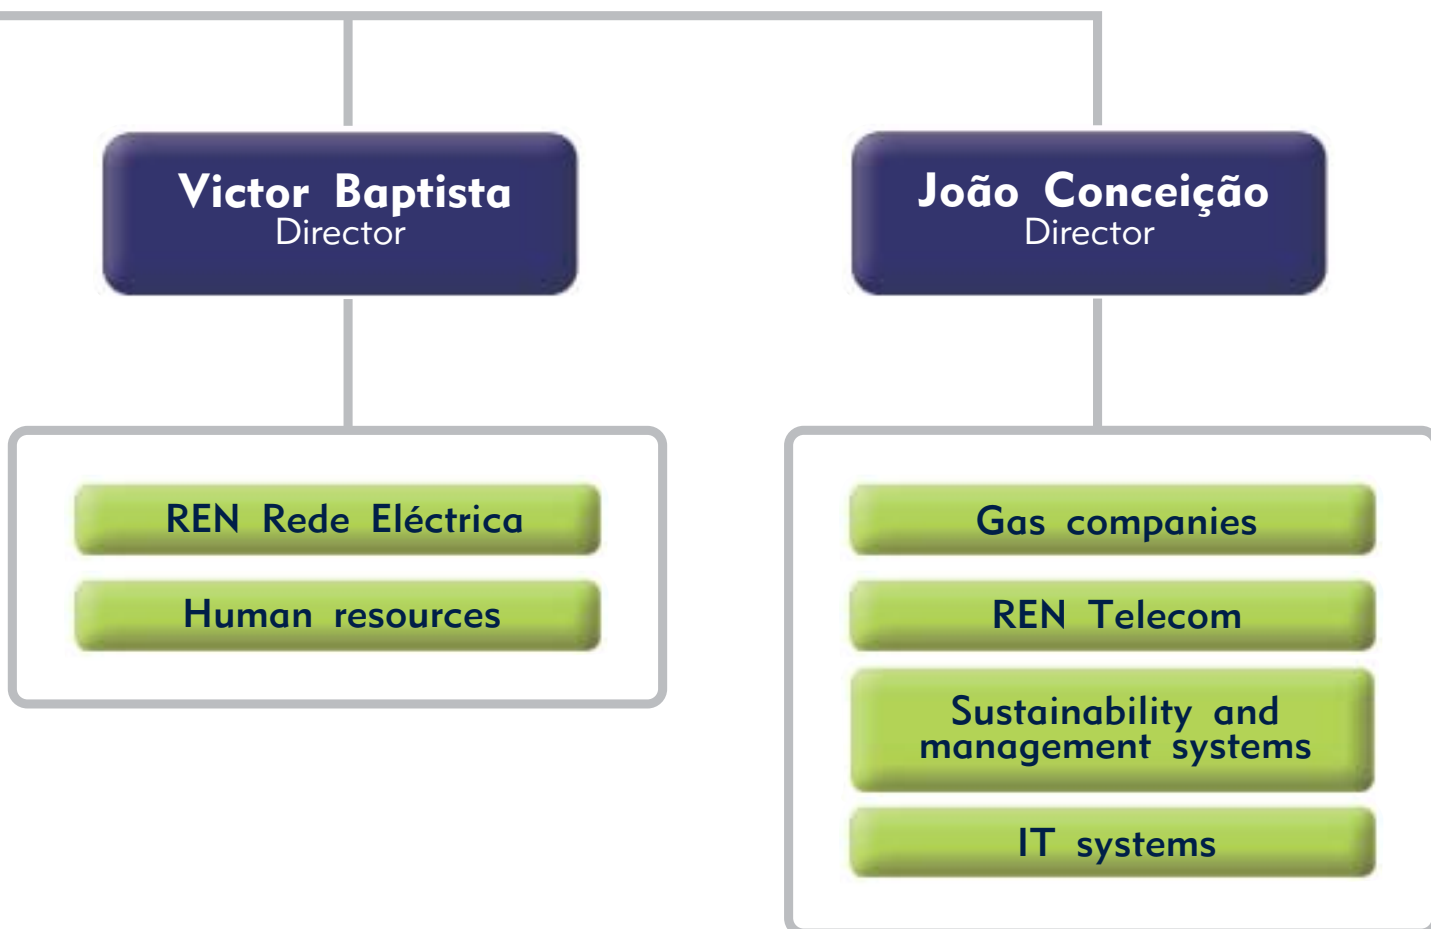 Victor Baptista
Director
REN Rede Eléctrica
Human resources
João Conceição
Director
Gas companies
REN Telecom
Sustainability and
management systems
IT systems